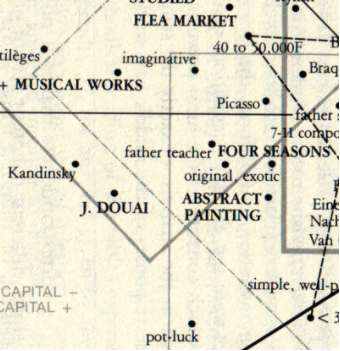 STUDIED
FLEA MARKET
40 to 50,000F
tilèges
imaginative
Braq
+ MUSICAL WORKS
Picasso
father s
7-11 compo
father teacher FOUR SEASONS
Kandinsky
original, exotic
J. DOUAI
ABSTRACT
PAINTING
Eine
Nach
Van
simple, well-p
CAPITAL –
CAPITAL +
< 3
pot-luck